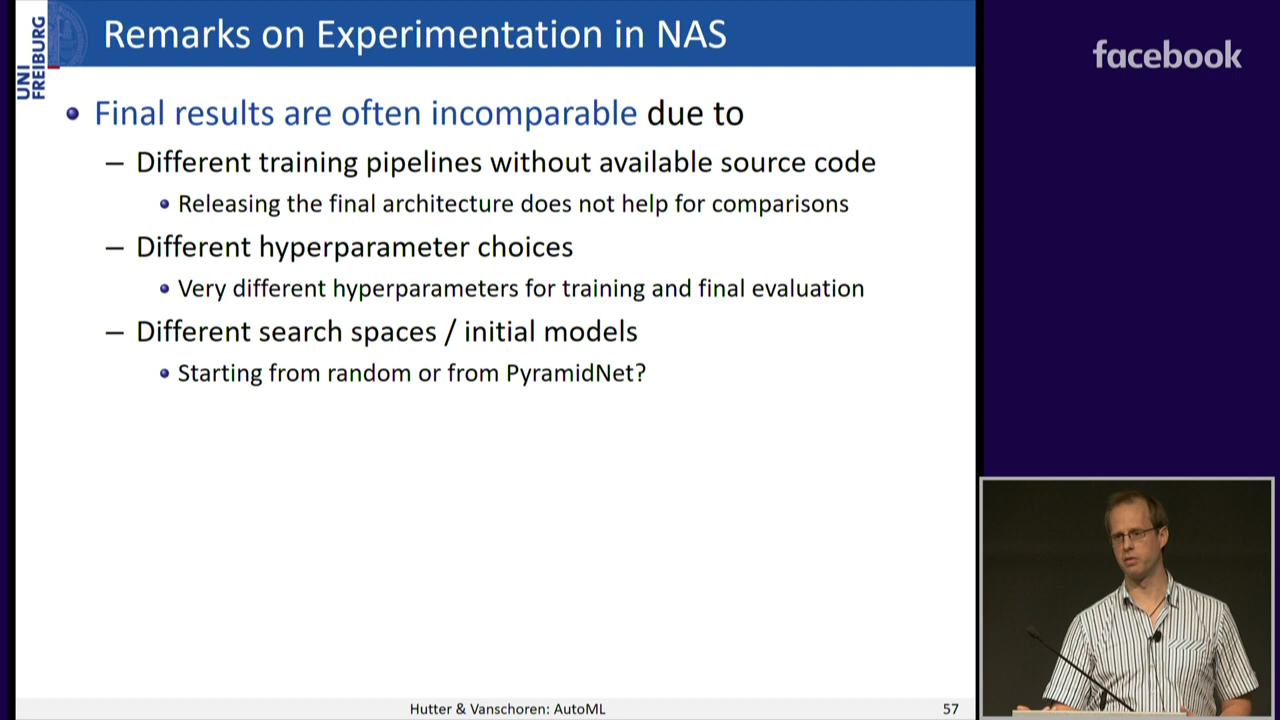 UNI
FREIBURG
Remarks on Experimentation in NAS
facebook
Final results are often incomparable due to
– Different training pipelines without available source code
Releasing the final architecture does not help for comparisons
– Different hyperparameter choices
Very different hyperparameters for training and final evaluation
– Different search spaces / initial models
Starting from random or from PyramidNet?
Hutter & Vanschoren: AutoML
57